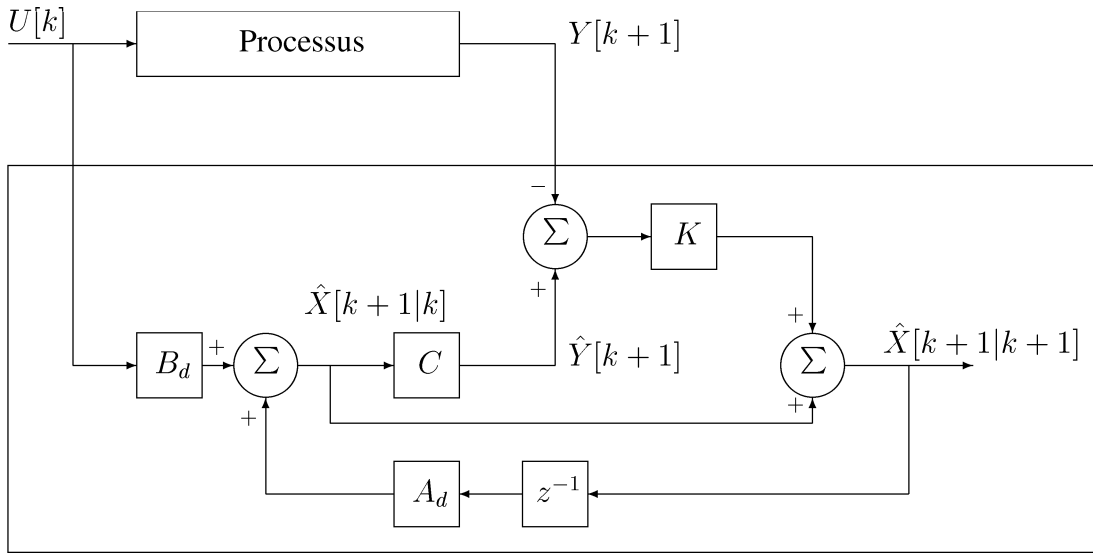 U[k]
Processus
Y[k + 1]
−
Σ
K
+
X̂[k + 1|k]
+
B_d
+
Σ
C
Ŷ[k + 1]
Σ
X̂[k + 1|k + 1]
+
+
A_d
z⁻¹